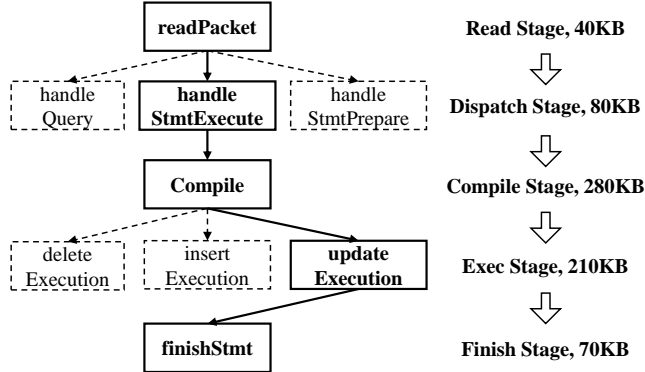 readPacket
Read Stage, 40KB
handle
Query
handle
StmtExecute
handle
StmtPrepare
Dispatch Stage, 80KB
Compile
Compile Stage, 280KB
delete
Execution
insert
Execution
update
Execution
Exec Stage, 210KB
finishStmt
Finish Stage, 70KB